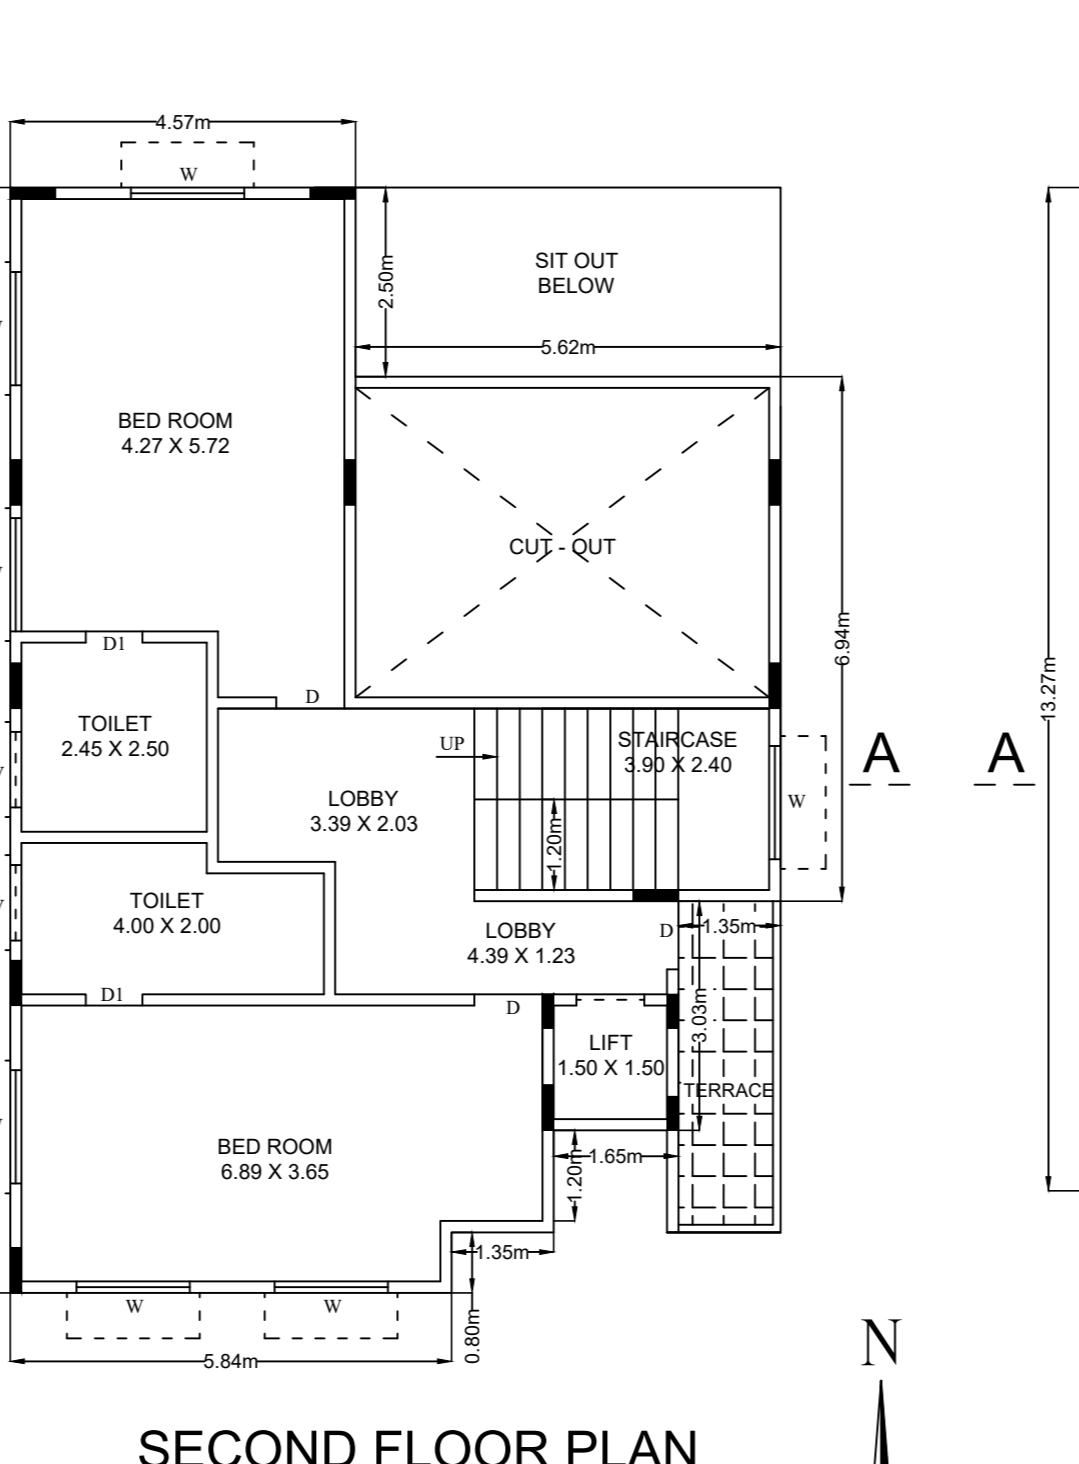 4.57m
W
SIT OUT
BELOW
2.50m
5.62m
BED ROOM
4.27 X 5.72
CUT - OUT
6.94m
13.27m
D1
D
TOILET
2.45 X 2.50
UP
STAIRCASE
3.90 X 2.40
A
A
W
LOBBY
3.39 X 2.03
1.20m
TOILET
4.00 X 2.00
LOBBY
4.39 X 1.23
D
1.35m
D1
D
3.03m
LIFT
1.50 X 1.50
TERRACE
BED ROOM
6.89 X 3.65
1.65m
1.20m
1.35m
W
W
0.80m
5.84m
N
SECOND FLOOR PLAN